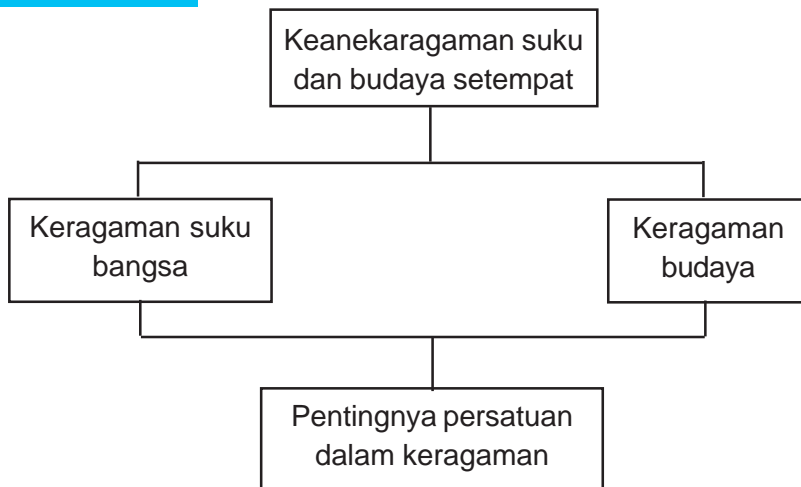 Keanekaragaman suku
dan budaya setempat
Keragaman suku
bangsa
Keragaman
budaya
Pentingnya persatuan
dalam keragaman